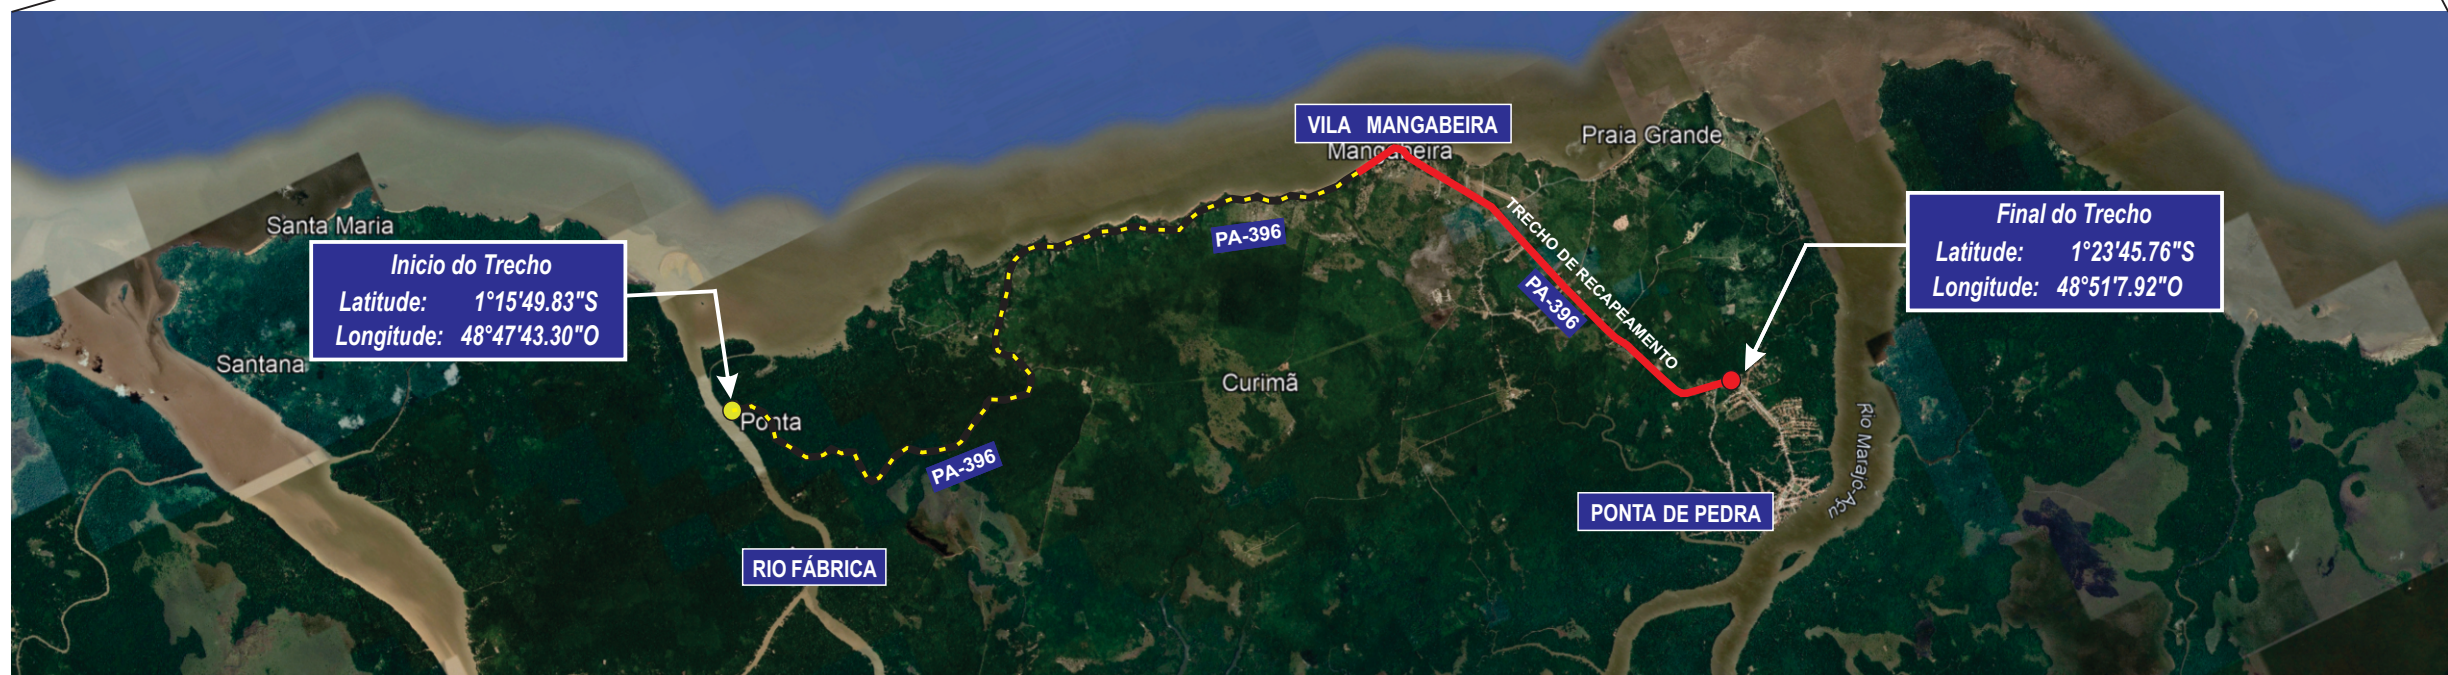 VILA MANGABEIRA
Mangabeira
Praia Grande
Santa Maria
Inicio do Trecho
Latitude: 1°15'49.83"S
Longitude: 48°47'43.30"O
Final do Trecho
Latitude: 1°23'45.76"S
Longitude: 48°51'7.92"O
PA-396
TRECHO DE RECAPEAMENTO
PA-396
Santana
Curimã
Ponta
PA-396
Rio Marajó-Açu
PONTA DE PEDRA
RIO FÁBRICA